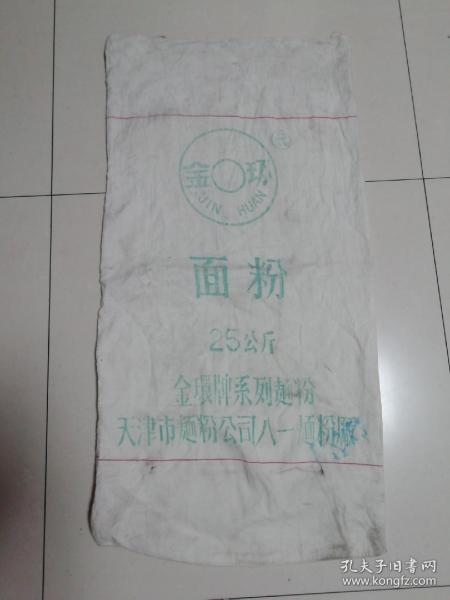 金 环
JIN HUAN
面粉
25公斤
金環牌系列麵粉
天津市麵粉公司八一麵粉廠
孔夫子旧书网
www.kongfz.com